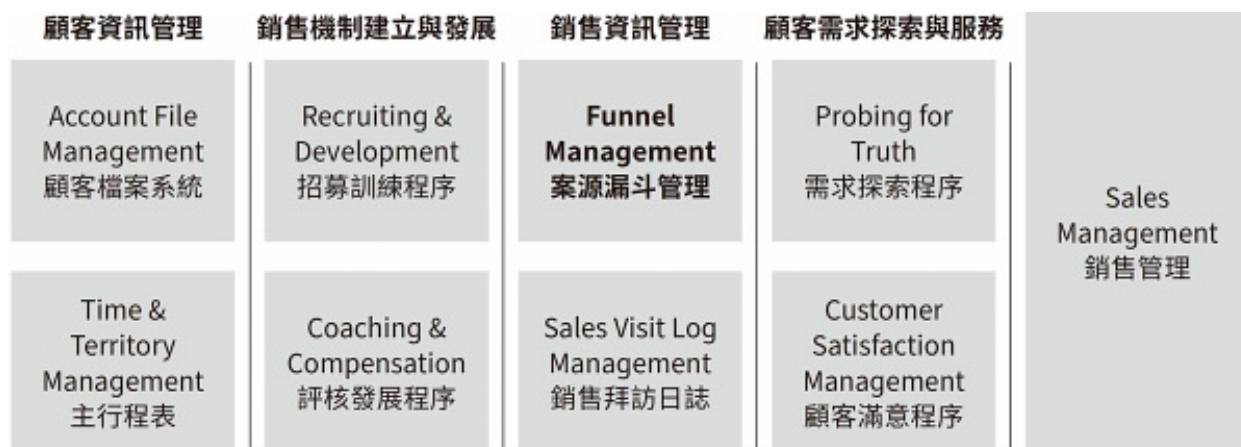 顧客資訊管理
銷售機制建立與發展
銷售資訊管理
顧客需求探索與服務
Account File
Management
顧客檔案系統
Recruiting &
Development
招募訓練程序
Funnel
Management
案源漏斗管理
Probing for
Truth
需求探索程序
Sales
Management
銷售管理
Time &
Territory
Management
主行程表
Coaching &
Compensation
評核發展程序
Sales Visit Log
Management
銷售拜訪日誌
Customer
Satisfaction
Management
顧客滿意程序